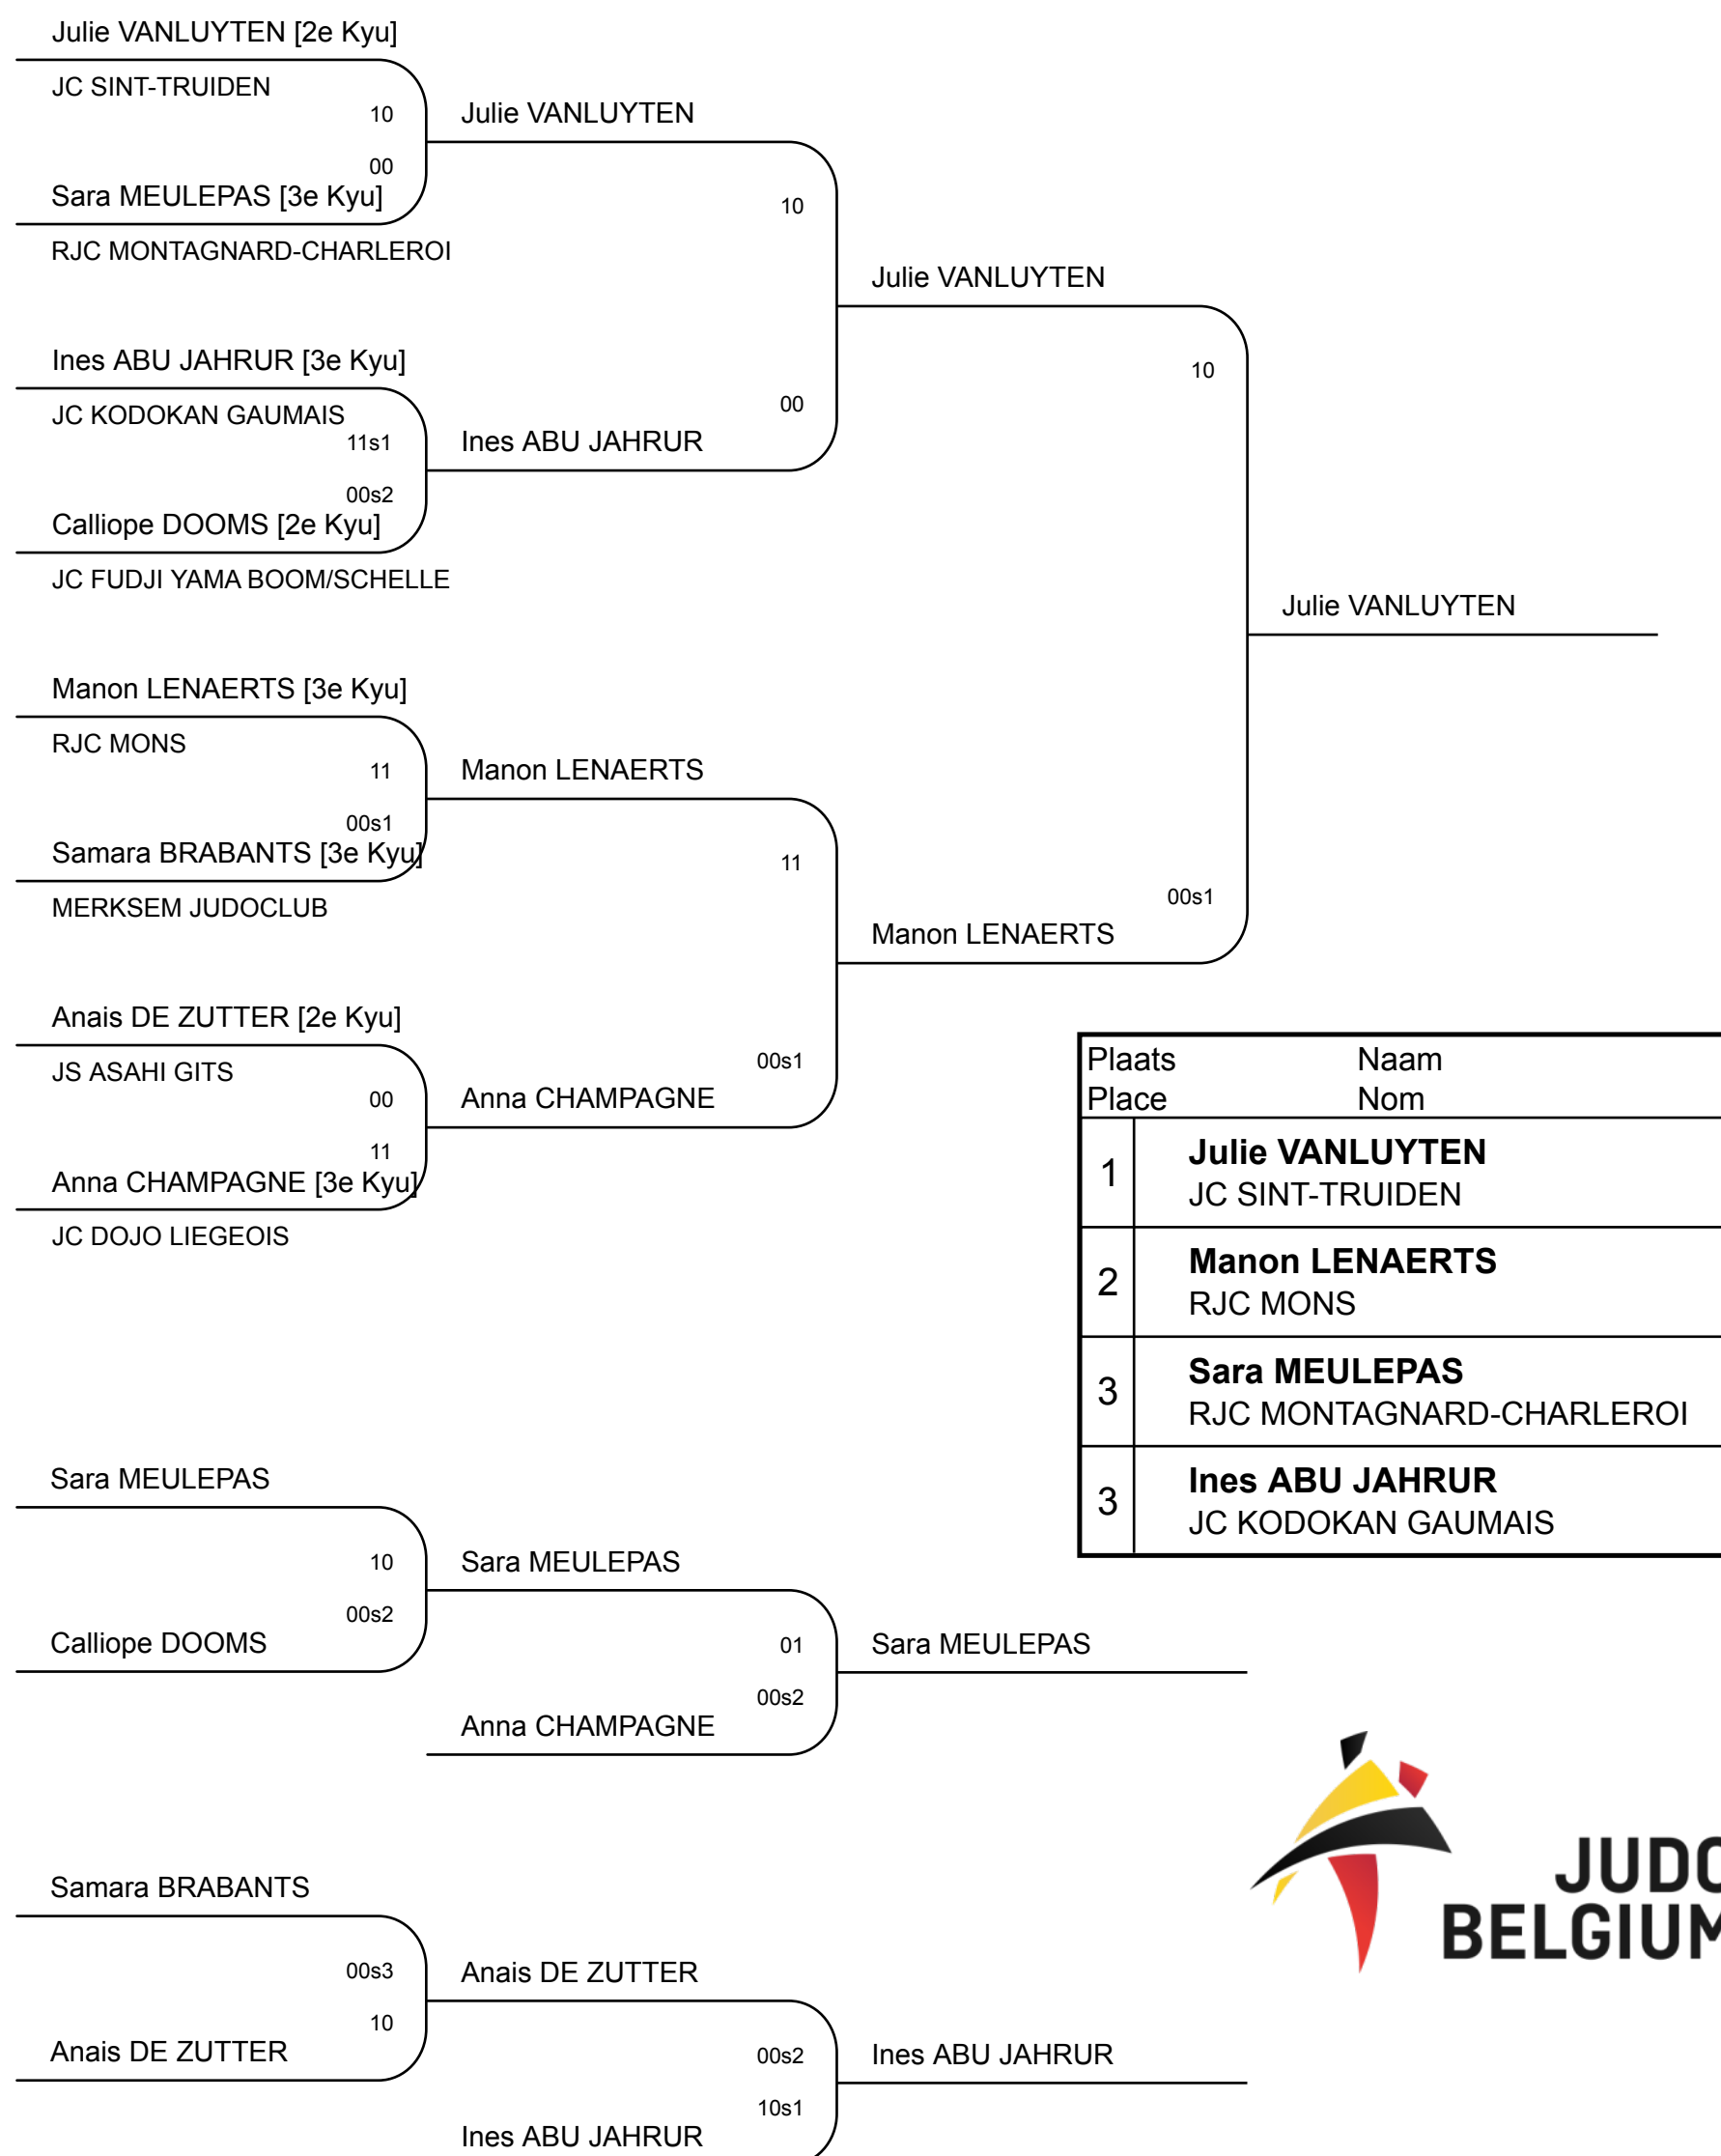 Julie VANLUYTEN [2e Kyu]
JC SINT-TRUIDEN
10
00
Sara MEULEPAS [3e Kyu]
RJC MONTAGNARD-CHARLEROI
Julie VANLUYTEN
10
00
Ines ABU JAHRUR [3e Kyu]
JC KODOKAN GAUMAIS
11s1
00s2
Calliope DOOMS [2e Kyu]
JC FUDJI YAMA BOOM/SCHELLE
Ines ABU JAHRUR
Julie VANLUYTEN
10
00s1
Julie VANLUYTEN
Manon LENAERTS [3e Kyu]
RJC MONS
11
00s1
Samara BRABANTS [3e Kyu]
MERKSEM JUDOCLUB
Manon LENAERTS
11
00s1
Manon LENAERTS
Anais DE ZUTTER [2e Kyu]
JS ASAHI GITS
00
11
Anna CHAMPAGNE [3e Kyu]
JC DOJO LIEGEOIS
Anna CHAMPAGNE
Plaats Naam
Place Nom
1 Julie VANLUYTEN
JC SINT-TRUIDEN
2 Manon LENAERTS
RJC MONS
3 Sara MEULEPAS
RJC MONTAGNARD-CHARLEROI
3 Ines ABU JAHRUR
JC KODOKAN GAUMAIS
Sara MEULEPAS
10
00s2
Calliope DOOMS
Sara MEULEPAS
01
00s2
Anna CHAMPAGNE
Sara MEULEPAS
Samara BRABANTS
00s3
10
Anais DE ZUTTER
Anais DE ZUTTER
00s2
10s1
Ines ABU JAHRUR
Ines ABU JAHRUR
JUDO
BELGIUM